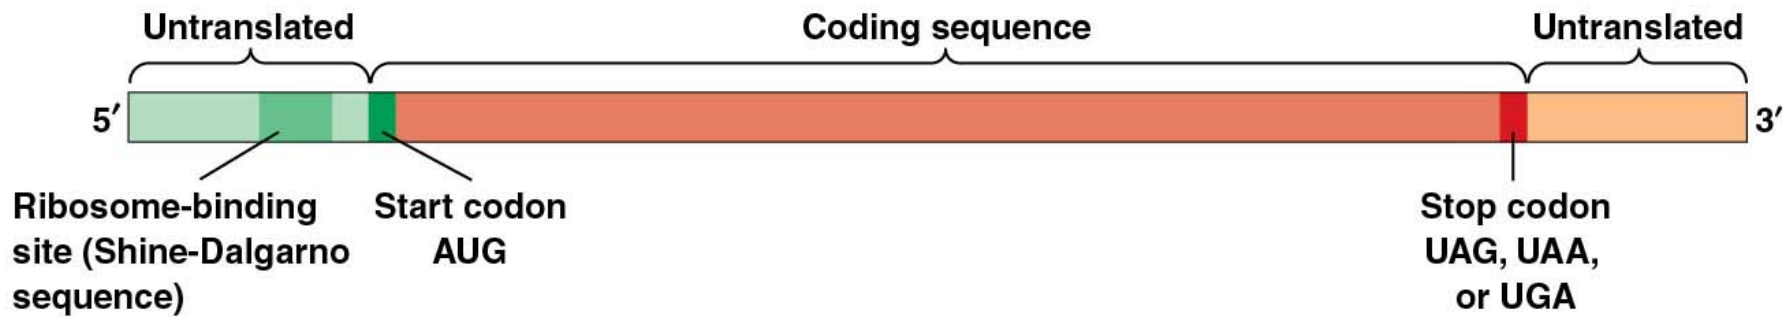 Untranslated
Coding sequence
Untranslated
5′
3′
Ribosome-binding
site (Shine-Dalgarno
sequence)
Start codon
AUG
Stop codon
UAG, UAA,
or UGA